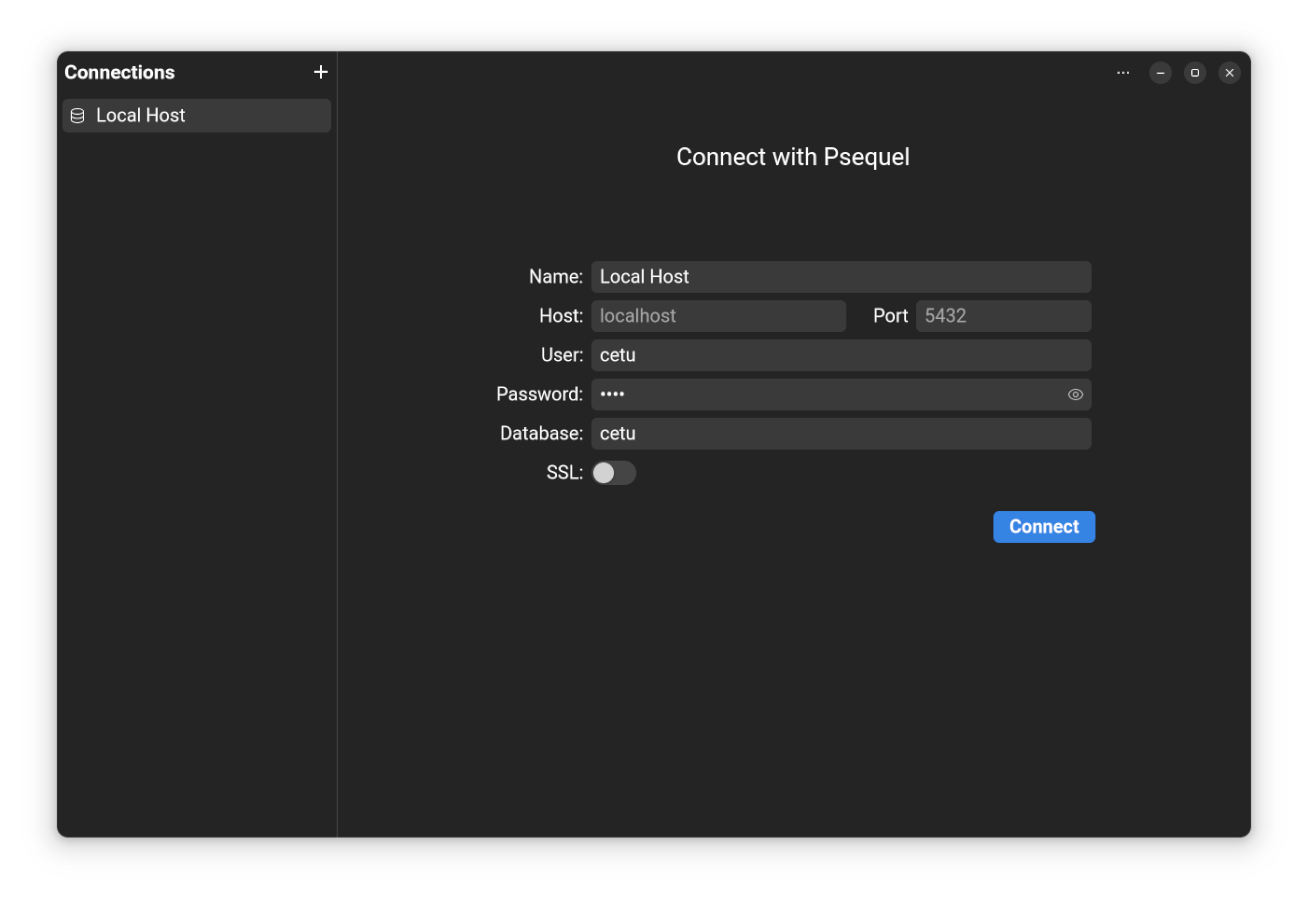 Connections
Local Host
Connect with Psequel
Name: Local Host
Host: localhost Port 5432
User: cetu
Password: ••••
Database: cetu
SSL:
Connect